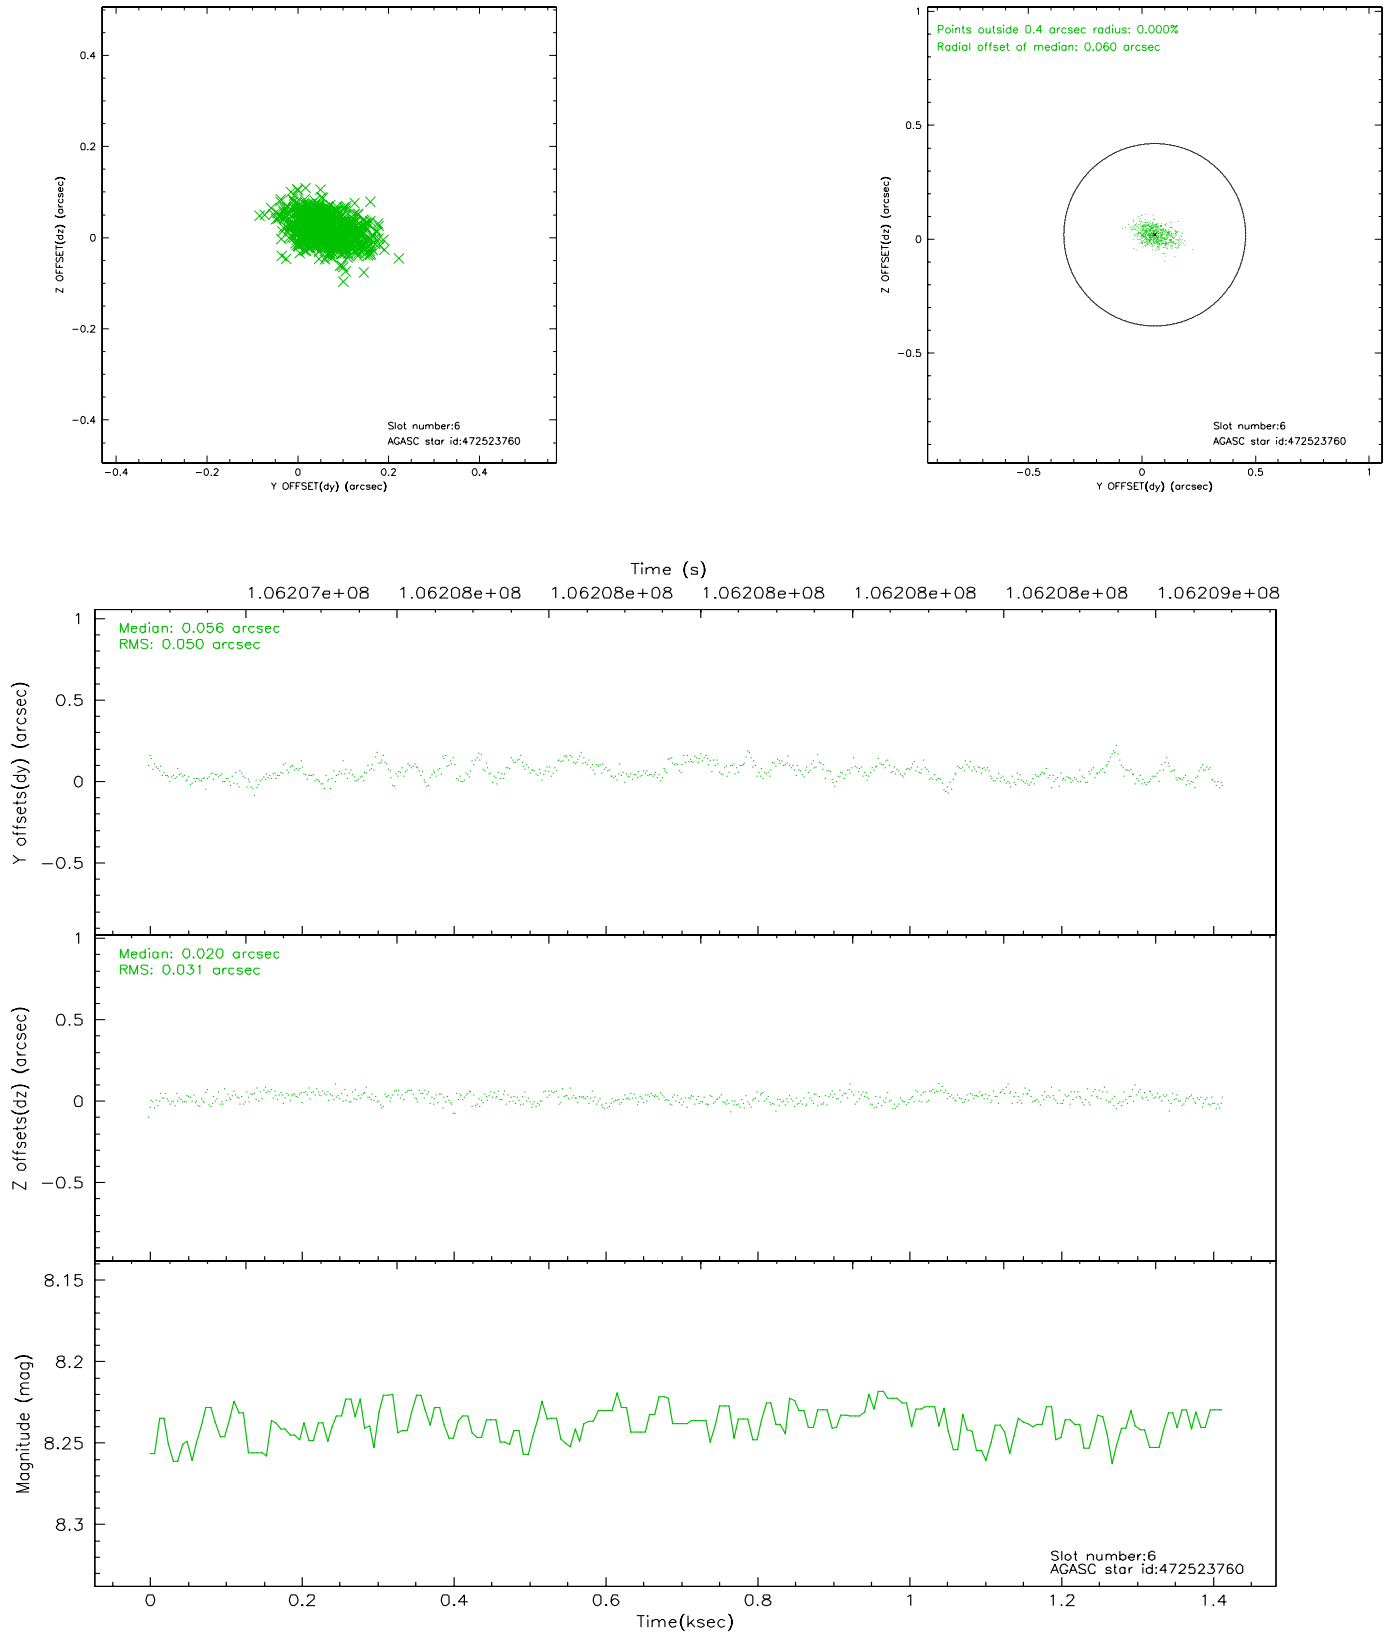 0.4
0.2
0
−0.2
−0.4
−0.4
−0.2
0
0.2
0.4
Z OFFSET(dz) (arcsec)
Y OFFSET(dy) (arcsec)
Slot number:6
AGASC star id:472523760
Points outside 0.4 arcsec radius: 0.000%
Radial offset of median: 0.060 arcsec
1
0.5
0
−0.5
−0.5
0
0.5
1
Z OFFSET(dz) (arcsec)
Y OFFSET(dy) (arcsec)
Slot number:6
AGASC star id:472523760
Time (s)
1.06207e+08 1.06208e+08 1.06208e+08 1.06208e+08 1.06208e+08 1.06208e+08 1.06209e+08
Median: 0.056 arcsec
RMS: 0.050 arcsec
1
0.5
0
−0.5
Y offsets(dy) (arcsec)
Median: 0.020 arcsec
RMS: 0.031 arcsec
1
0.5
0
−0.5
Z offsets(dz) (arcsec)
8.15
8.2
8.25
8.3
Magnitude (mag)
Slot number:6
AGASC star id:472523760
0 0.2 0.4 0.6 0.8 1 1.2 1.4
Time(ksec)